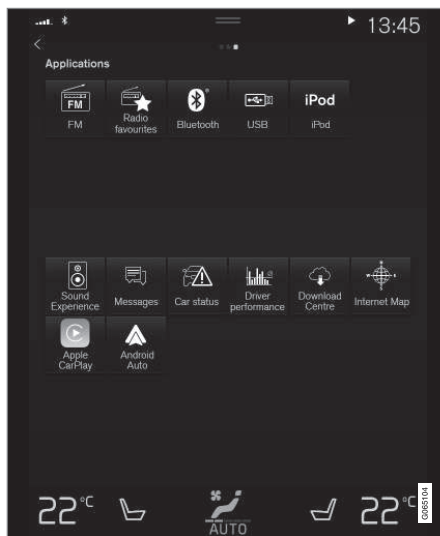 13:45
Applications
FM
FM
Radio
favourites
Bluetooth
USB
iPod
iPod
Sound
Experience
Messages
Car status
Driver
performance
Download
Centre
Internet Map
Apple
CarPlay
Android
Auto
22°C
AUTO
22°C
G065104